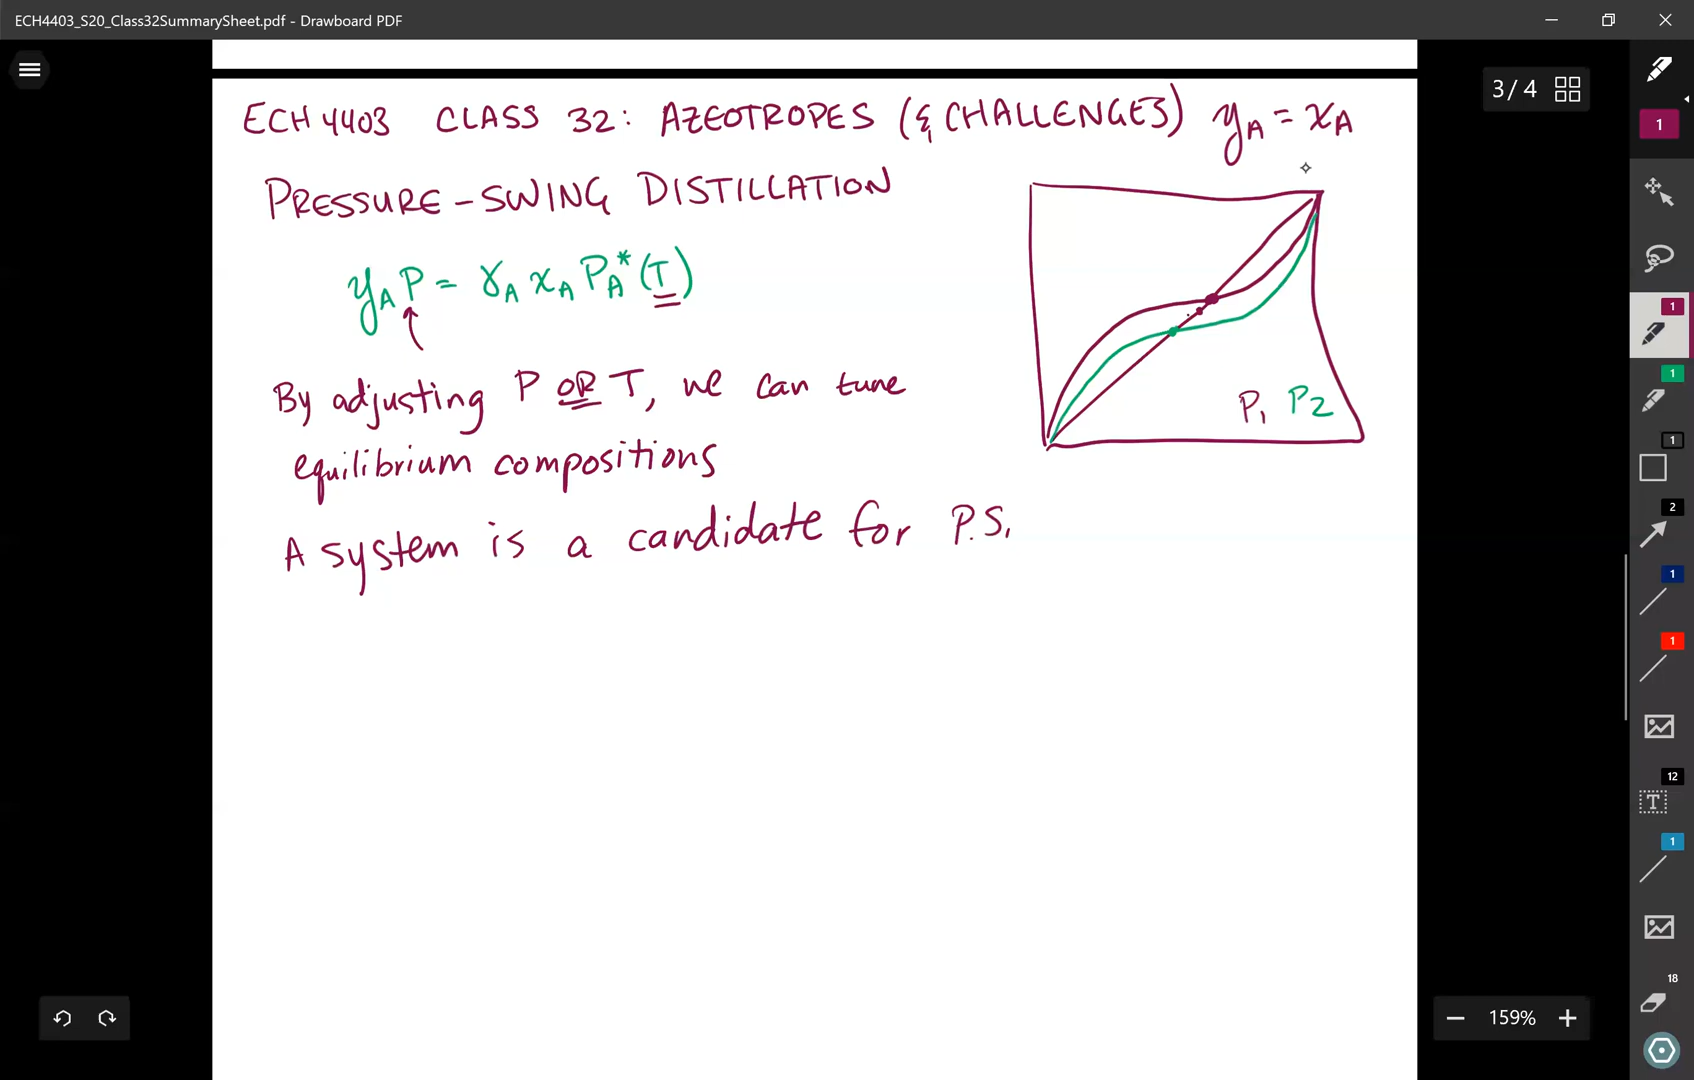 ECH4403_S20_Class32SummarySheet.pdf - Drawboard PDF
3 / 4
ECH 4403 CLASS 32: AZEOTROPES (& CHALLENGES) yA = xA
PRESSURE-SWING DISTILLATION
yA P = γA xA PA* (T)
By adjusting P OR T, we can tune
equilibrium compositions
P1 P2
A system is a candidate for P.S.
1
1
1
1
2
1
1
12
T
1
18
159%